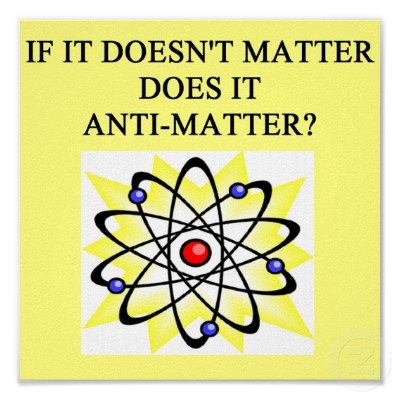 IF IT DOESN'T MATTER
DOES IT
ANTI-MATTER?